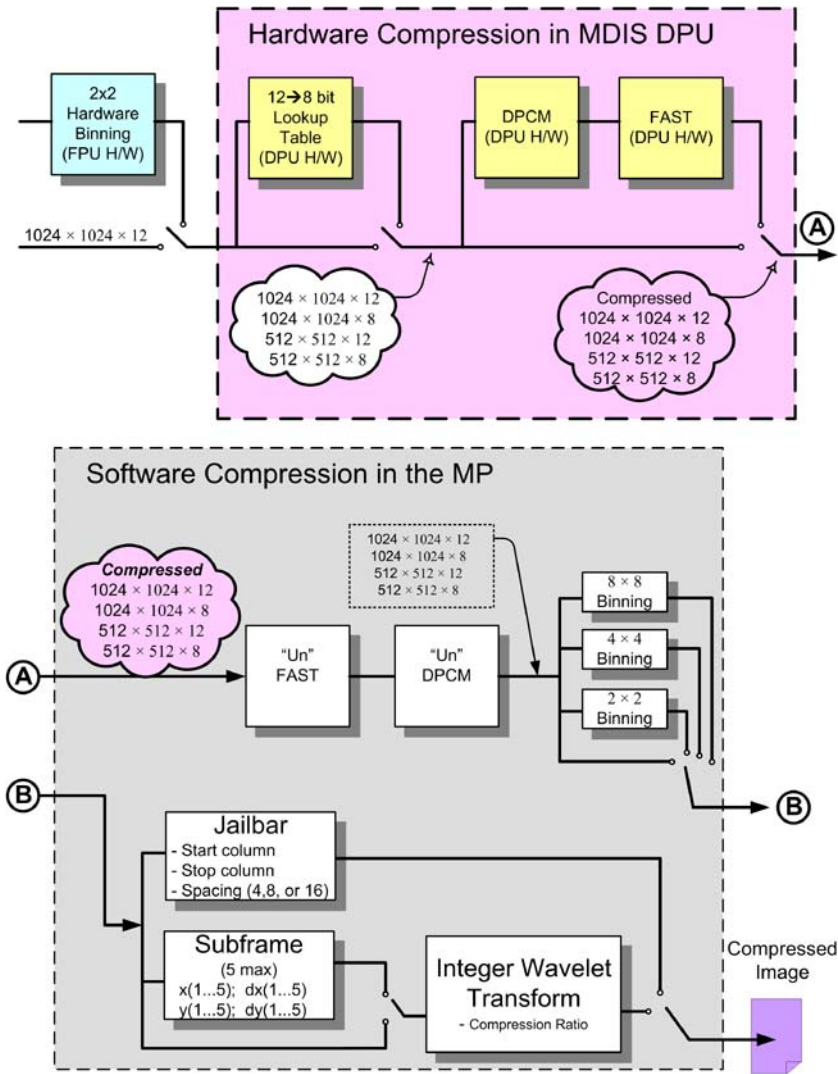 Hardware Compression in MDIS DPU
2x2
Hardware
Binning
(FPU H/W)
12→8 bit
Lookup
Table
(DPU H/W)
DPCM
(DPU H/W)
FAST
(DPU H/W)
1024 × 1024 × 12
A
1024 × 1024 × 12
1024 × 1024 × 8
512 × 512 × 12
512 × 512 × 8
Compressed
1024 × 1024 × 12
1024 × 1024 × 8
512 × 512 × 12
512 × 512 × 8
Software Compression in the MP
Compressed
1024 × 1024 × 12
1024 × 1024 × 8
512 × 512 × 12
512 × 512 × 8
1024 × 1024 × 12
1024 × 1024 × 8
512 × 512 × 12
512 × 512 × 8
8 × 8
Binning
4 × 4
Binning
2 × 2
Binning
A
"Un"
FAST
"Un"
DPCM
B
B
Jailbar
- Start column
- Stop column
- Spacing (4,8, or 16)
Subframe
(5 max)
x(1...5); dx(1...5)
y(1...5); dy(1...5)
Integer Wavelet
Transform
- Compression Ratio
Compressed
Image